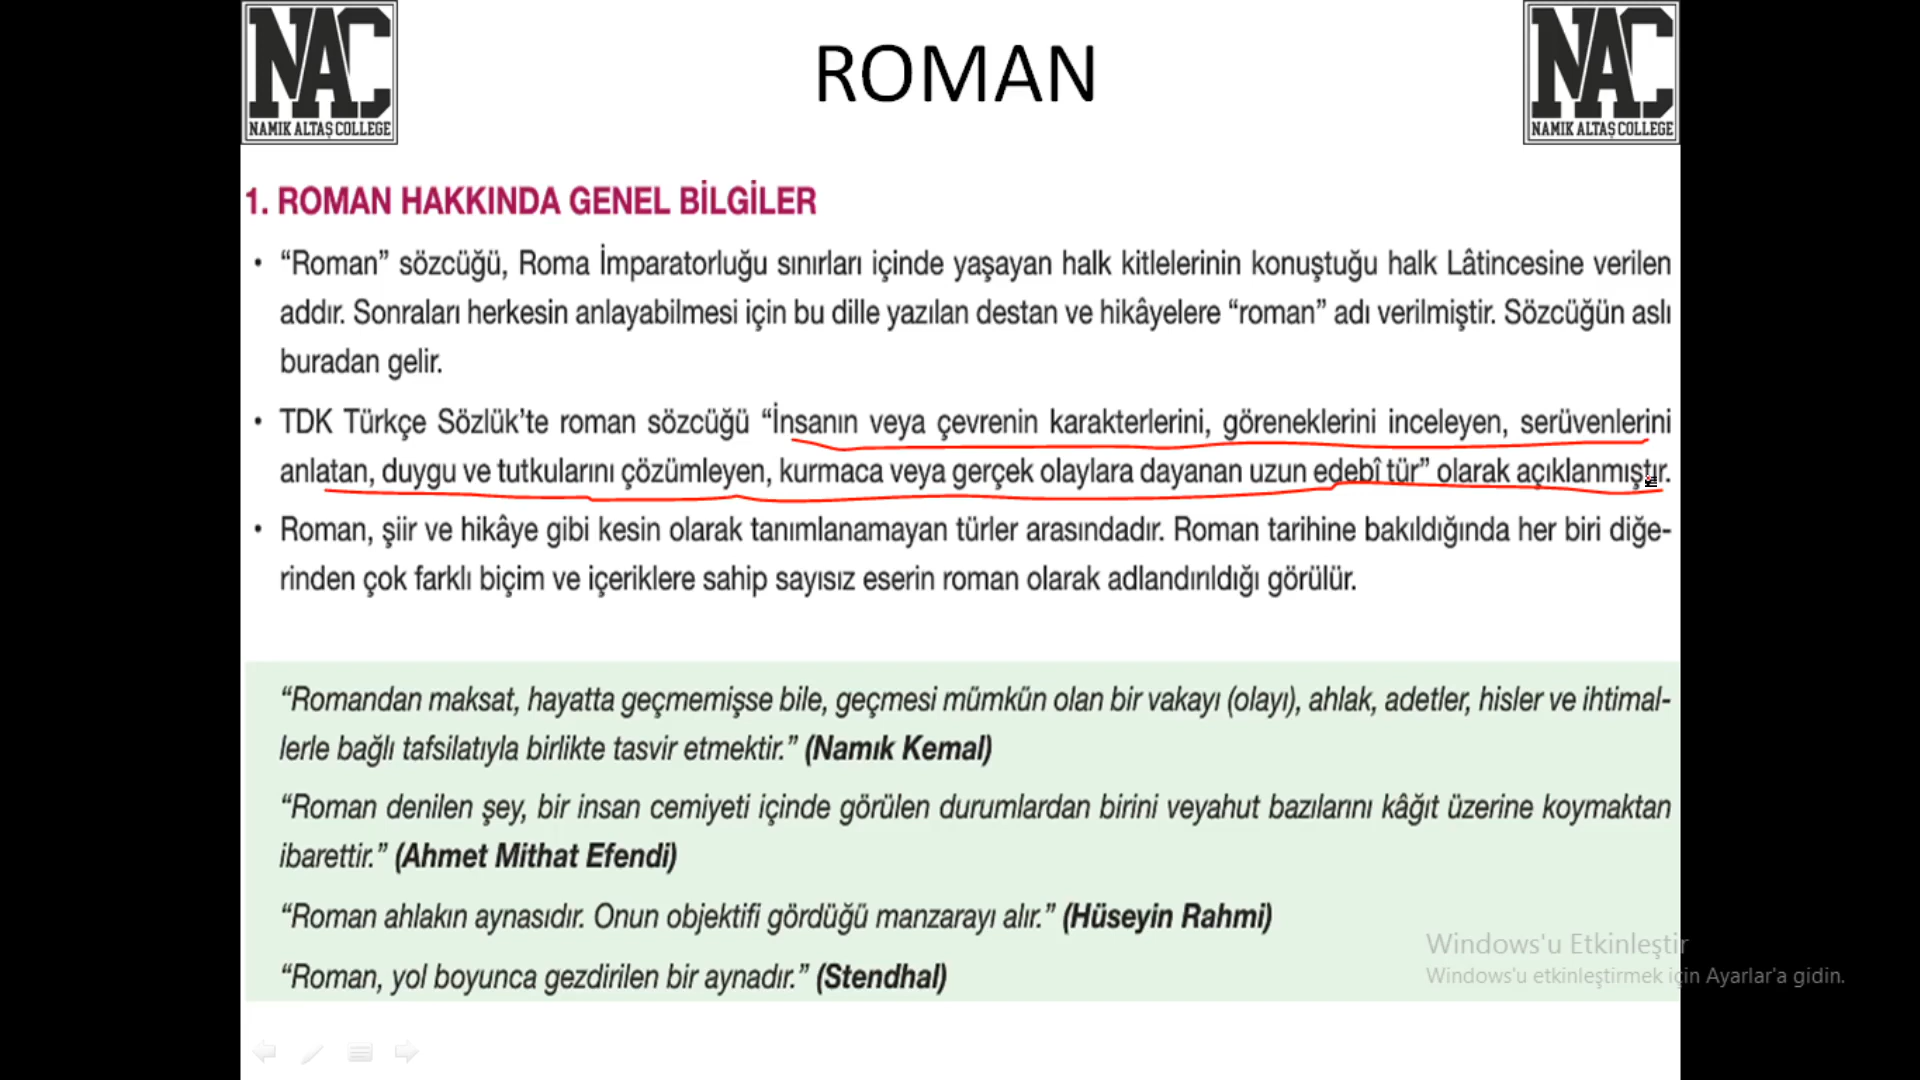 NAC
NAMIK ALTAŞ COLLEGE
ROMAN
NAC
NAMIK ALTAŞ COLLEGE
1. ROMAN HAKKINDA GENEL BİLGİLER
• “Roman” sözcüğü, Roma İmparatorluğu sınırları içinde yaşayan halk kitlelerinin konuştuğu halk Lâtincesine verilen
addır. Sonraları herkesin anlayabilmesi için bu dille yazılan destan ve hikâyelere “roman” adı verilmiştir. Sözcüğün aslı
buradan gelir.
• TDK Türkçe Sözlük’te roman sözcüğü “İnsanın veya çevrenin karakterlerini, göreneklerini inceleyen, serüvenlerini
anlatan, duygu ve tutkularını çözümleyen, kurmaca veya gerçek olaylara dayanan uzun edebî tür” olarak açıklanmıştır.
• Roman, şiir ve hikâye gibi kesin olarak tanımlanamayan türler arasındadır. Roman tarihine bakıldığında her biri diğe-
rinden çok farklı biçim ve içeriklere sahip sayısız eserin roman olarak adlandırıldığı görülür.
“Romandan maksat, hayatta geçmemişse bile, geçmesi mümkün olan bir vakayı (olayı), ahlak, adetler, hisler ve ihtimal-
lerle bağlı tafsilatıyla birlikte tasvir etmektir.” (Namık Kemal)
“Roman denilen şey, bir insan cemiyeti içinde görülen durumlardan birini veyahut bazılarını kâğıt üzerine koymaktan
ibarettir.” (Ahmet Mithat Efendi)
“Roman ahlakın aynasıdır. Onun objektifi gördüğü manzarayı alır.” (Hüseyin Rahmi)
“Roman, yol boyunca gezdirilen bir aynadır.” (Stendhal)
Windows'u Etkinleştir
Windows'u etkinleştirmek için Ayarlar'a gidin.